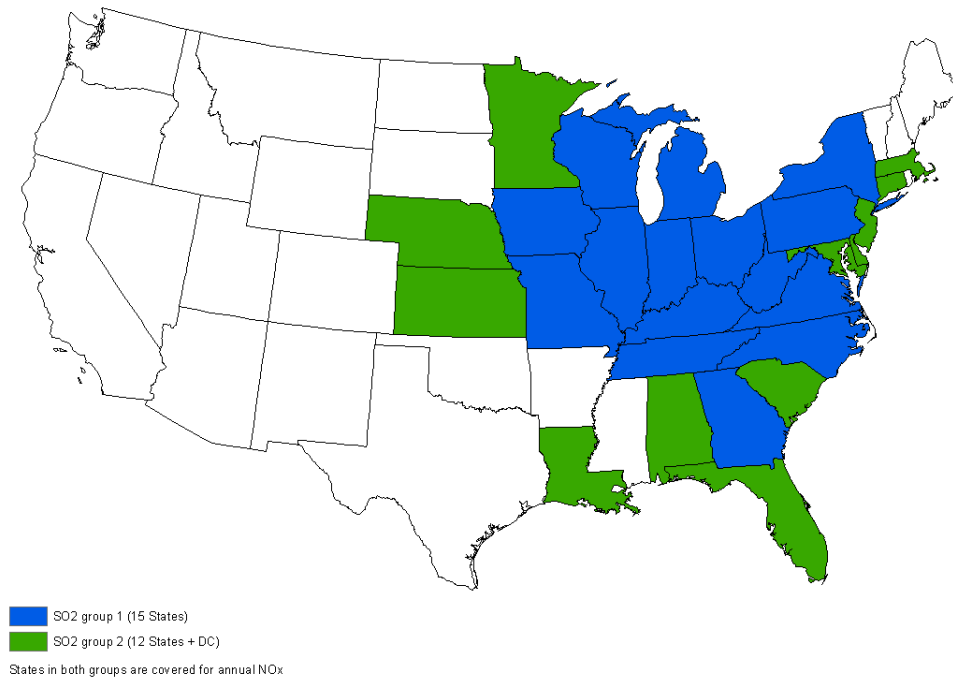 SO2 group 1 (15 States)
SO2 group 2 (12 States + DC)
States in both groups are covered for annual NOx